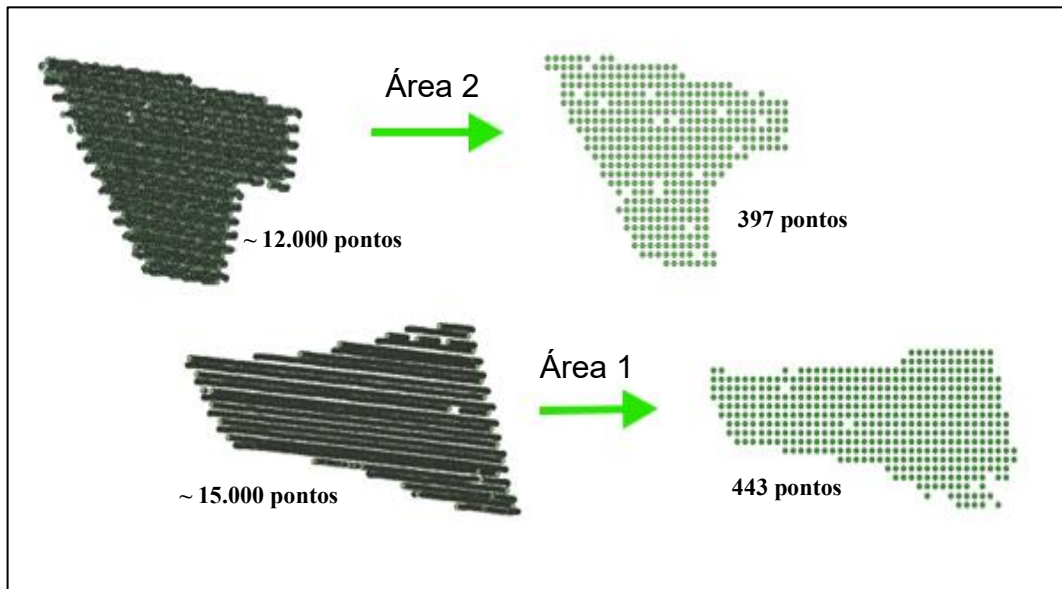 Área 2
~ 12.000 pontos
397 pontos
Área 1
~ 15.000 pontos
443 pontos